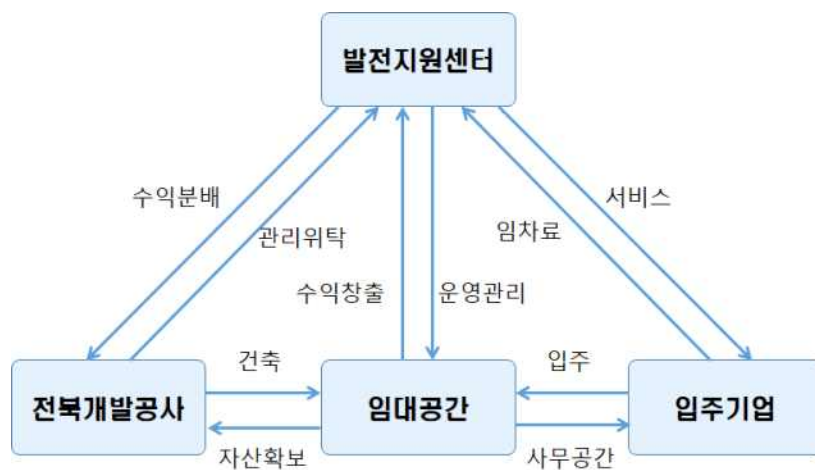 발전지원센터
수익분배
서비스
관리위탁
임차료
수익창출
운영관리
건축
입주
전북개발공사
임대공간
입주기업
자산확보
사무공간